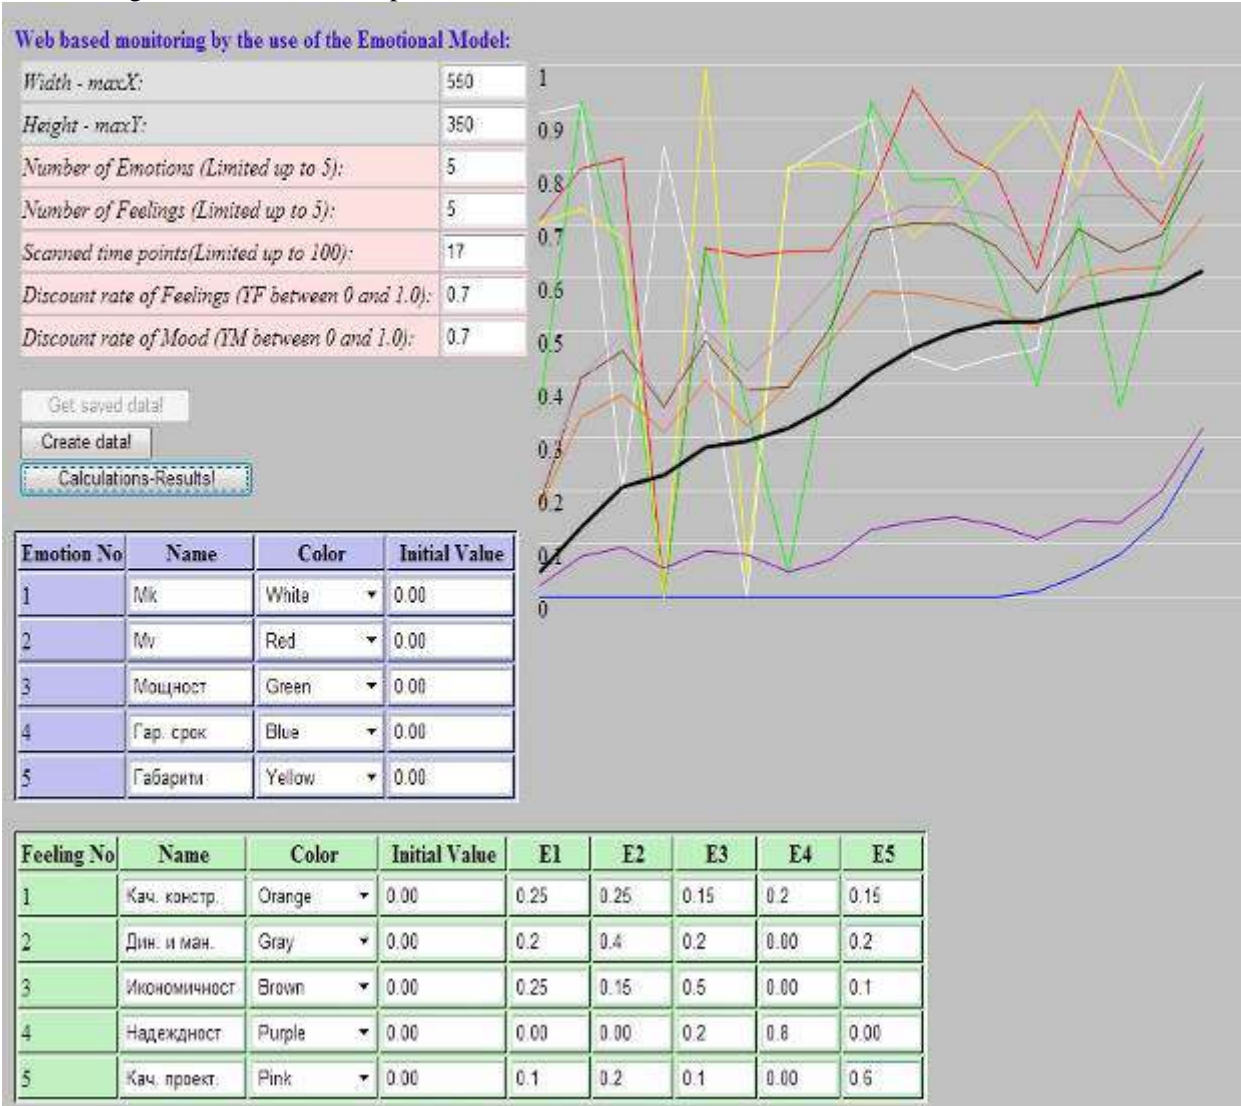 Web based monitoring by the use of the Emotional Model:
Width - maxX: 550
Height - maxY: 350
Number of Emotions (Limited up to 5): 5
Number of Feelings (Limited up to 5): 5
Scanned time points(Limited up to 100): 17
Discount rate of Feelings (YF between 0 and 1.0): 0.7
Discount rate of Mood (YM between 0 and 1.0): 0.7
Get saved data!
Create data!
Calculations-Results!
1
0.9
0.8
0.7
0.6
0.5
0.4
0.3
0.2
0.1
0
Emotion No Name Color Initial Value
1 Mk White 0.00
2 Mv Red 0.00
3 Мощност Green 0.00
4 Гар. срок Blue 0.00
5 Габарити Yellow 0.00
Feeling No Name Color Initial Value E1 E2 E3 E4 E5
1 Кач. констр. Orange 0.00 0.25 0.25 0.15 0.2 0.15
2 Дин. и ман. Gray 0.00 0.2 0.4 0.2 0.00 0.2
3 Икономичност Brown 0.00 0.25 0.15 0.5 0.00 0.1
4 Надеждност Purple 0.00 0.00 0.00 0.2 0.8 0.00
5 Кач. проект. Pink 0.00 0.1 0.2 0.1 0.00 0.6